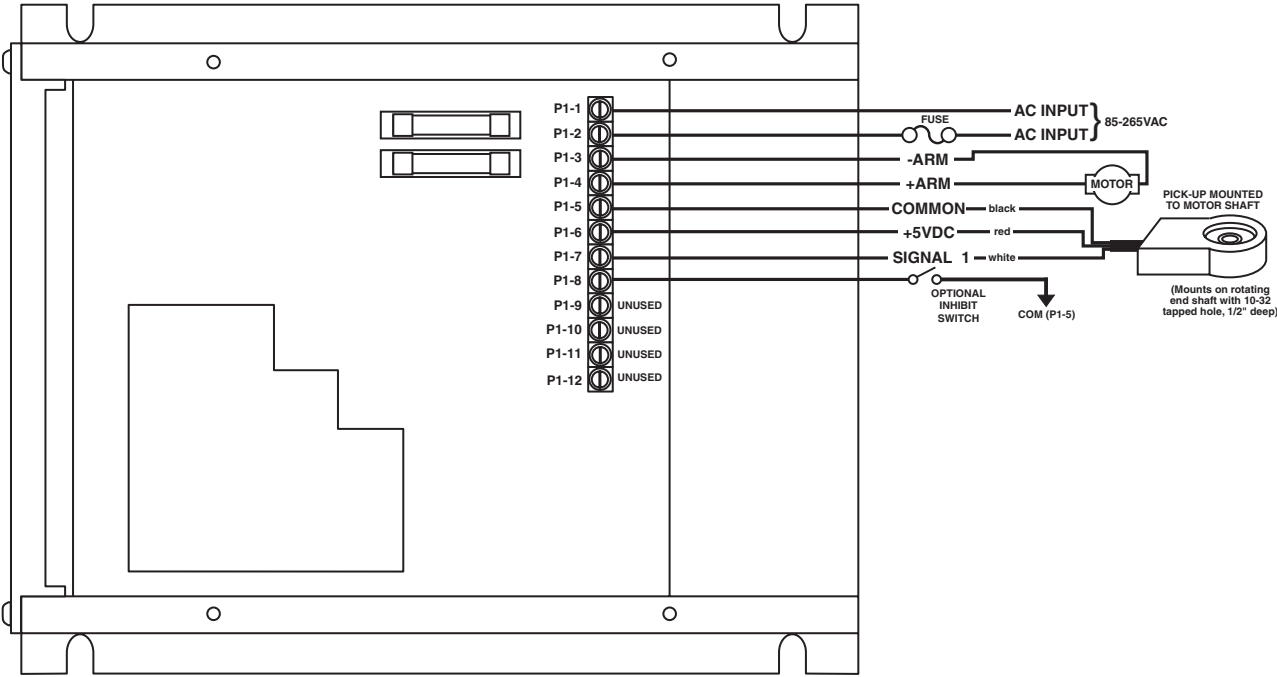 P1-1
P1-2
P1-3
P1-4
P1-5
P1-6
P1-7
P1-8
P1-9 UNUSED
P1-10 UNUSED
P1-11 UNUSED
P1-12 UNUSED
AC INPUT
FUSE
AC INPUT
85-265VAC
-ARM
+ARM
MOTOR
COMMON black
+5VDC red
SIGNAL 1 white
OPTIONAL
INHIBIT
SWITCH
COM (P1-5)
PICK-UP MOUNTED
TO MOTOR SHAFT
(Mounts on rotating
end shaft with 10-32
tapped hole, 1/2" deep)